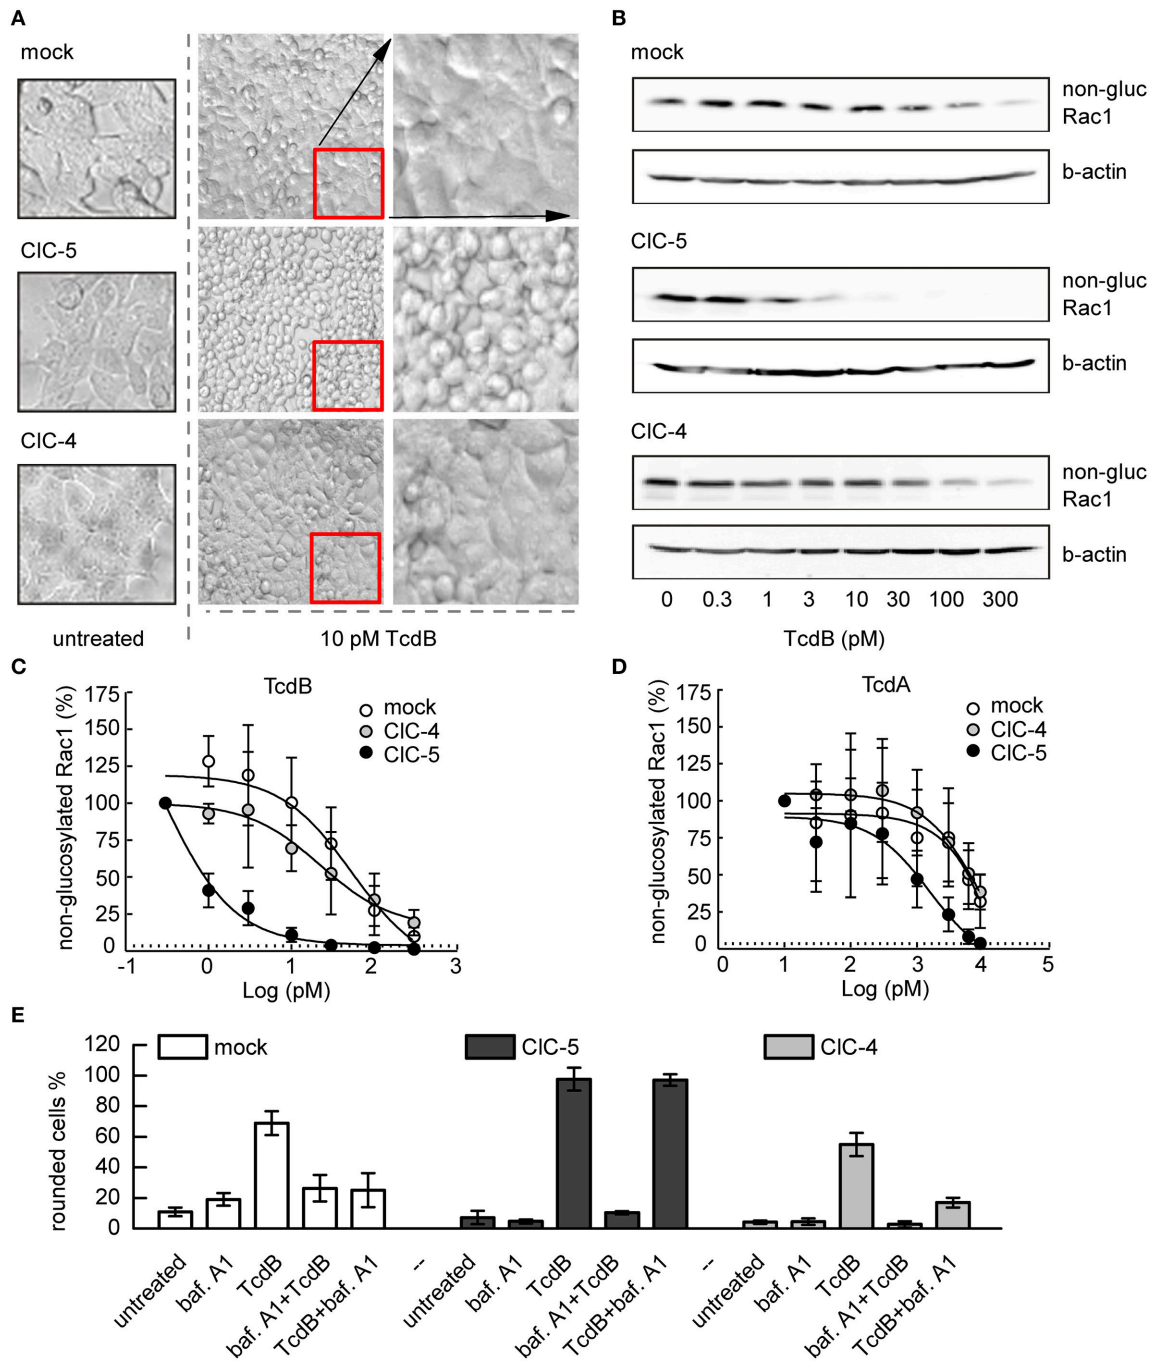 A
mock
ClC-5
ClC-4
untreated
10 pM TcdB
B
mock
non-gluc
Rac1
b-actin
ClC-5
non-gluc
Rac1
b-actin
ClC-4
non-gluc
Rac1
b-actin
0 0.3 1 3 10 30 100 300
TcdB (pM)
C
TcdB
non-glucosylated Rac1 (%)
175
150
125
100
75
50
25
0
mock
ClC-4
ClC-5
-1 0 1 2 3
Log (pM)
D
TcdA
non-glucosylated Rac1 (%)
175
150
125
100
75
50
25
0
mock
ClC-4
ClC-5
0 1 2 3 4 5
Log (pM)
E
rounded cells %
120
100
80
60
40
20
0
mock
ClC-5
ClC-4
untreated
baf. A1
TcdB
baf. A1+TcdB
TcdB+baf. A1
--
untreated
baf. A1
TcdB
baf. A1+TcdB
TcdB+baf. A1
--
untreated
baf. A1
TcdB
baf. A1+TcdB
TcdB+baf. A1